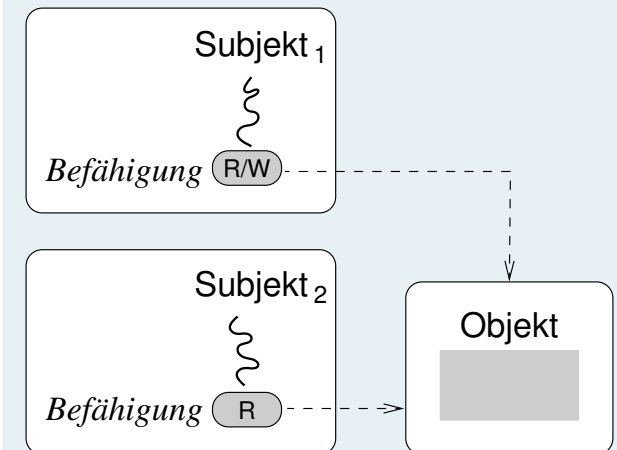 Subjekt 1
Befähigung R/W
Subjekt 2
Objekt
Befähigung R